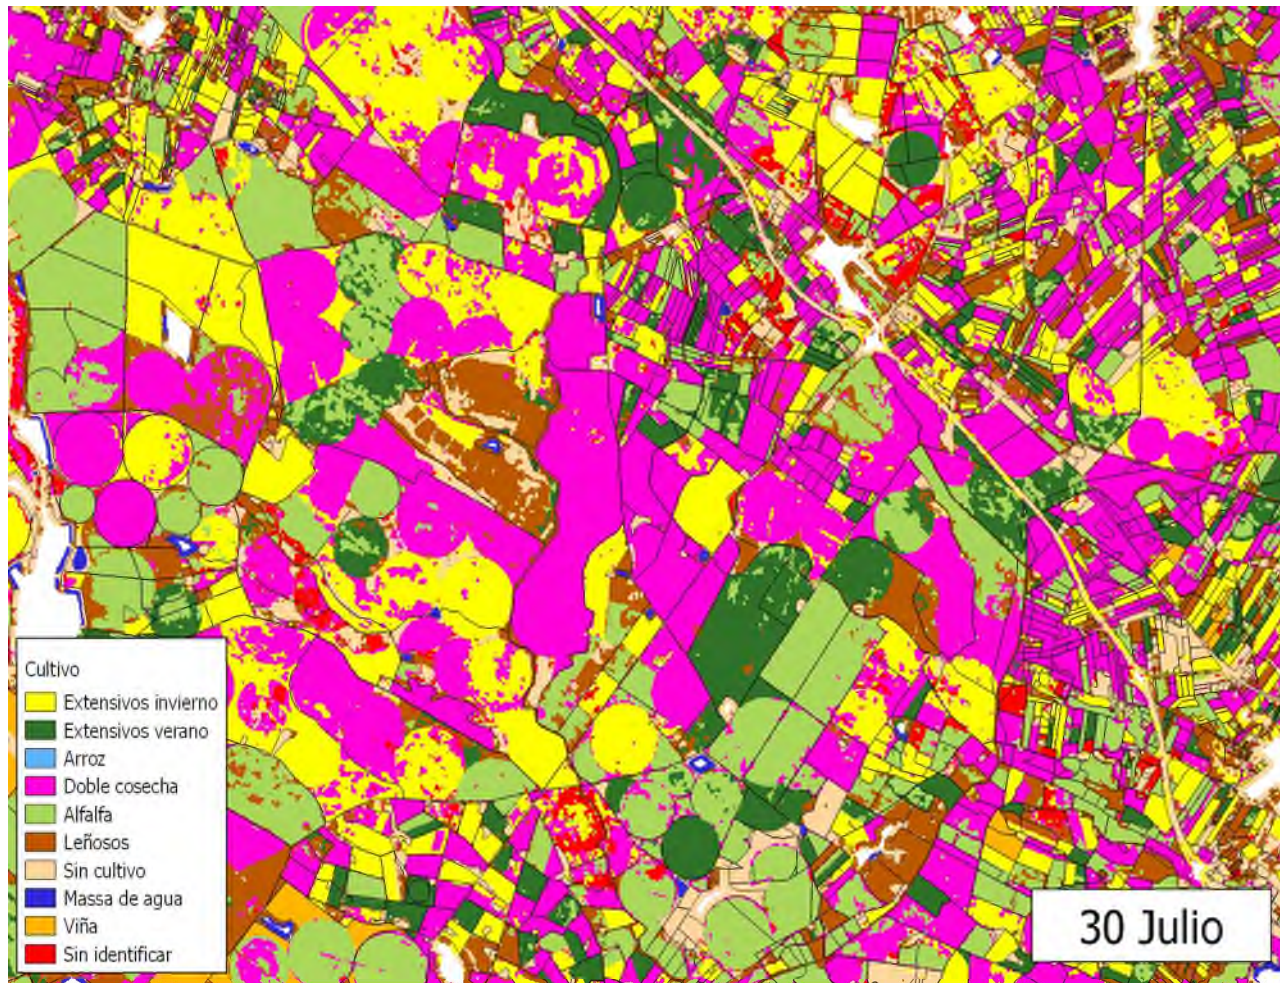 Cultivo
Extensivos invierno
Extensivos verano
Arroz
Doble cosecha
Alfalfa
Leñosos
Sin cultivo
Massa de agua
Viña
Sin identificar
30 Julio